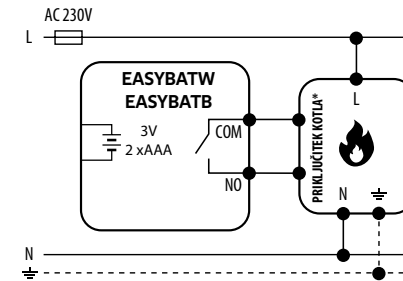 AC 230V
L
EASYBATW
EASYBATB
3V
2 xAAA
COM
NO
PRIKLJUČITEK KOTLA*
L
N
N